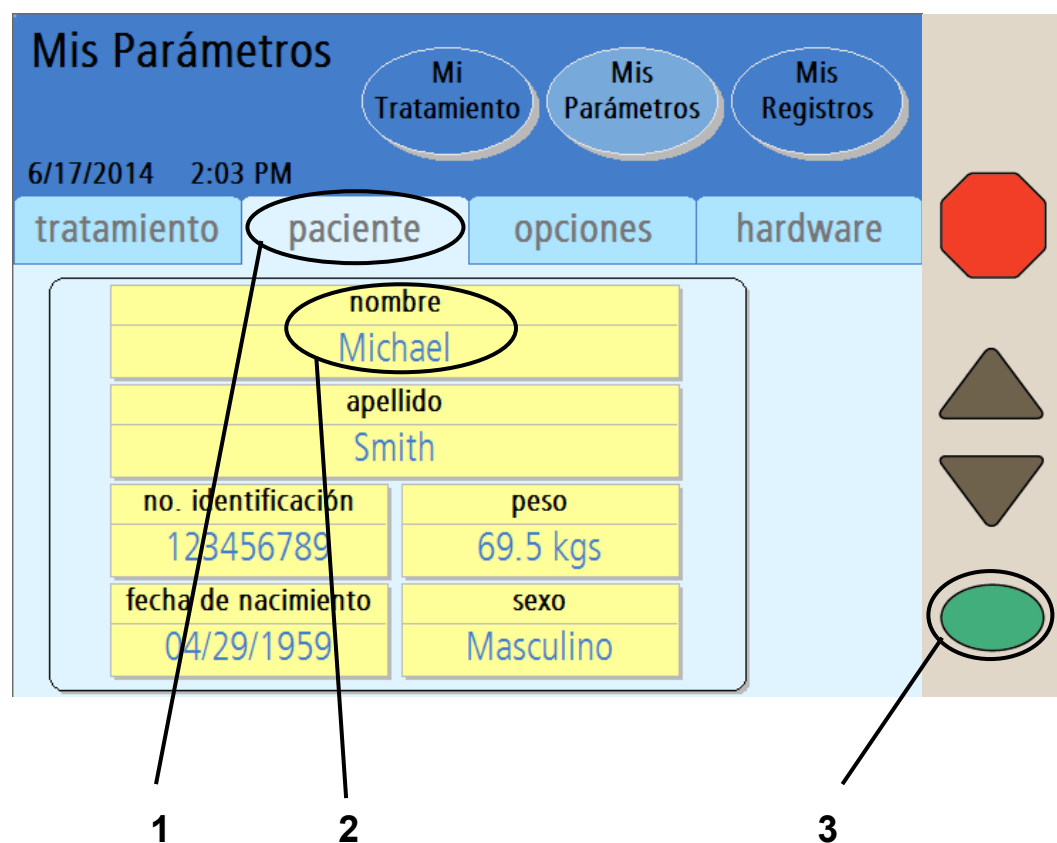 Mis Parámetros
Mi
Tratamiento
Mis
Parámetros
Mis
Registros
6/17/2014 2:03 PM
tratamiento paciente opciones hardware
nombre
Michael
apellido
Smith
no. identificación peso
123456789 69.5 kgs
fecha de nacimiento sexo
04/29/1959 Masculino
1 2 3